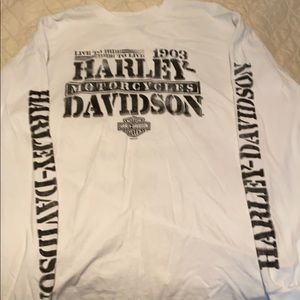 LIVE TO RIDE 1903
RIDE TO LIVE
HARLEY-
MOTORCYCLES
DAVIDSON
HARLEY-DAVIDSON
HARLEY-DAVIDSON